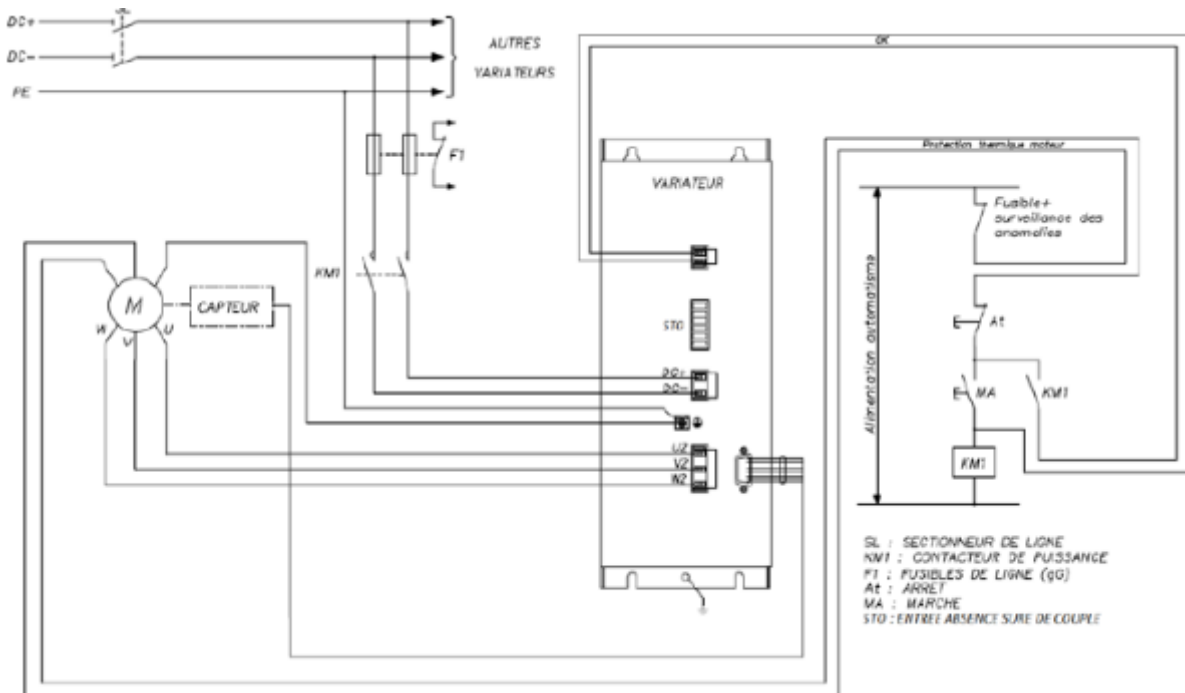 DC+
DC-
PE
AUTRES
VARIATEURS
F1
KM1
M
W
V
U
CAPTEUR
VARIATEUR
STO
DC+
DC-
U2
V2
W2
OK
Protection thermique moteur
Alimentation automatisme
Fusible+
surveillance des
anomalies
At
MA
KM1
KM1
SL : SECTIONNEUR DE LIGNE
KM1 : CONTACTEUR DE PUISSANCE
F1 : FUSIBLES DE LIGNE (gG)
At : ARRET
MA : MARCHE
STO : ENTREE ABSENCE SURE DE COUPLE